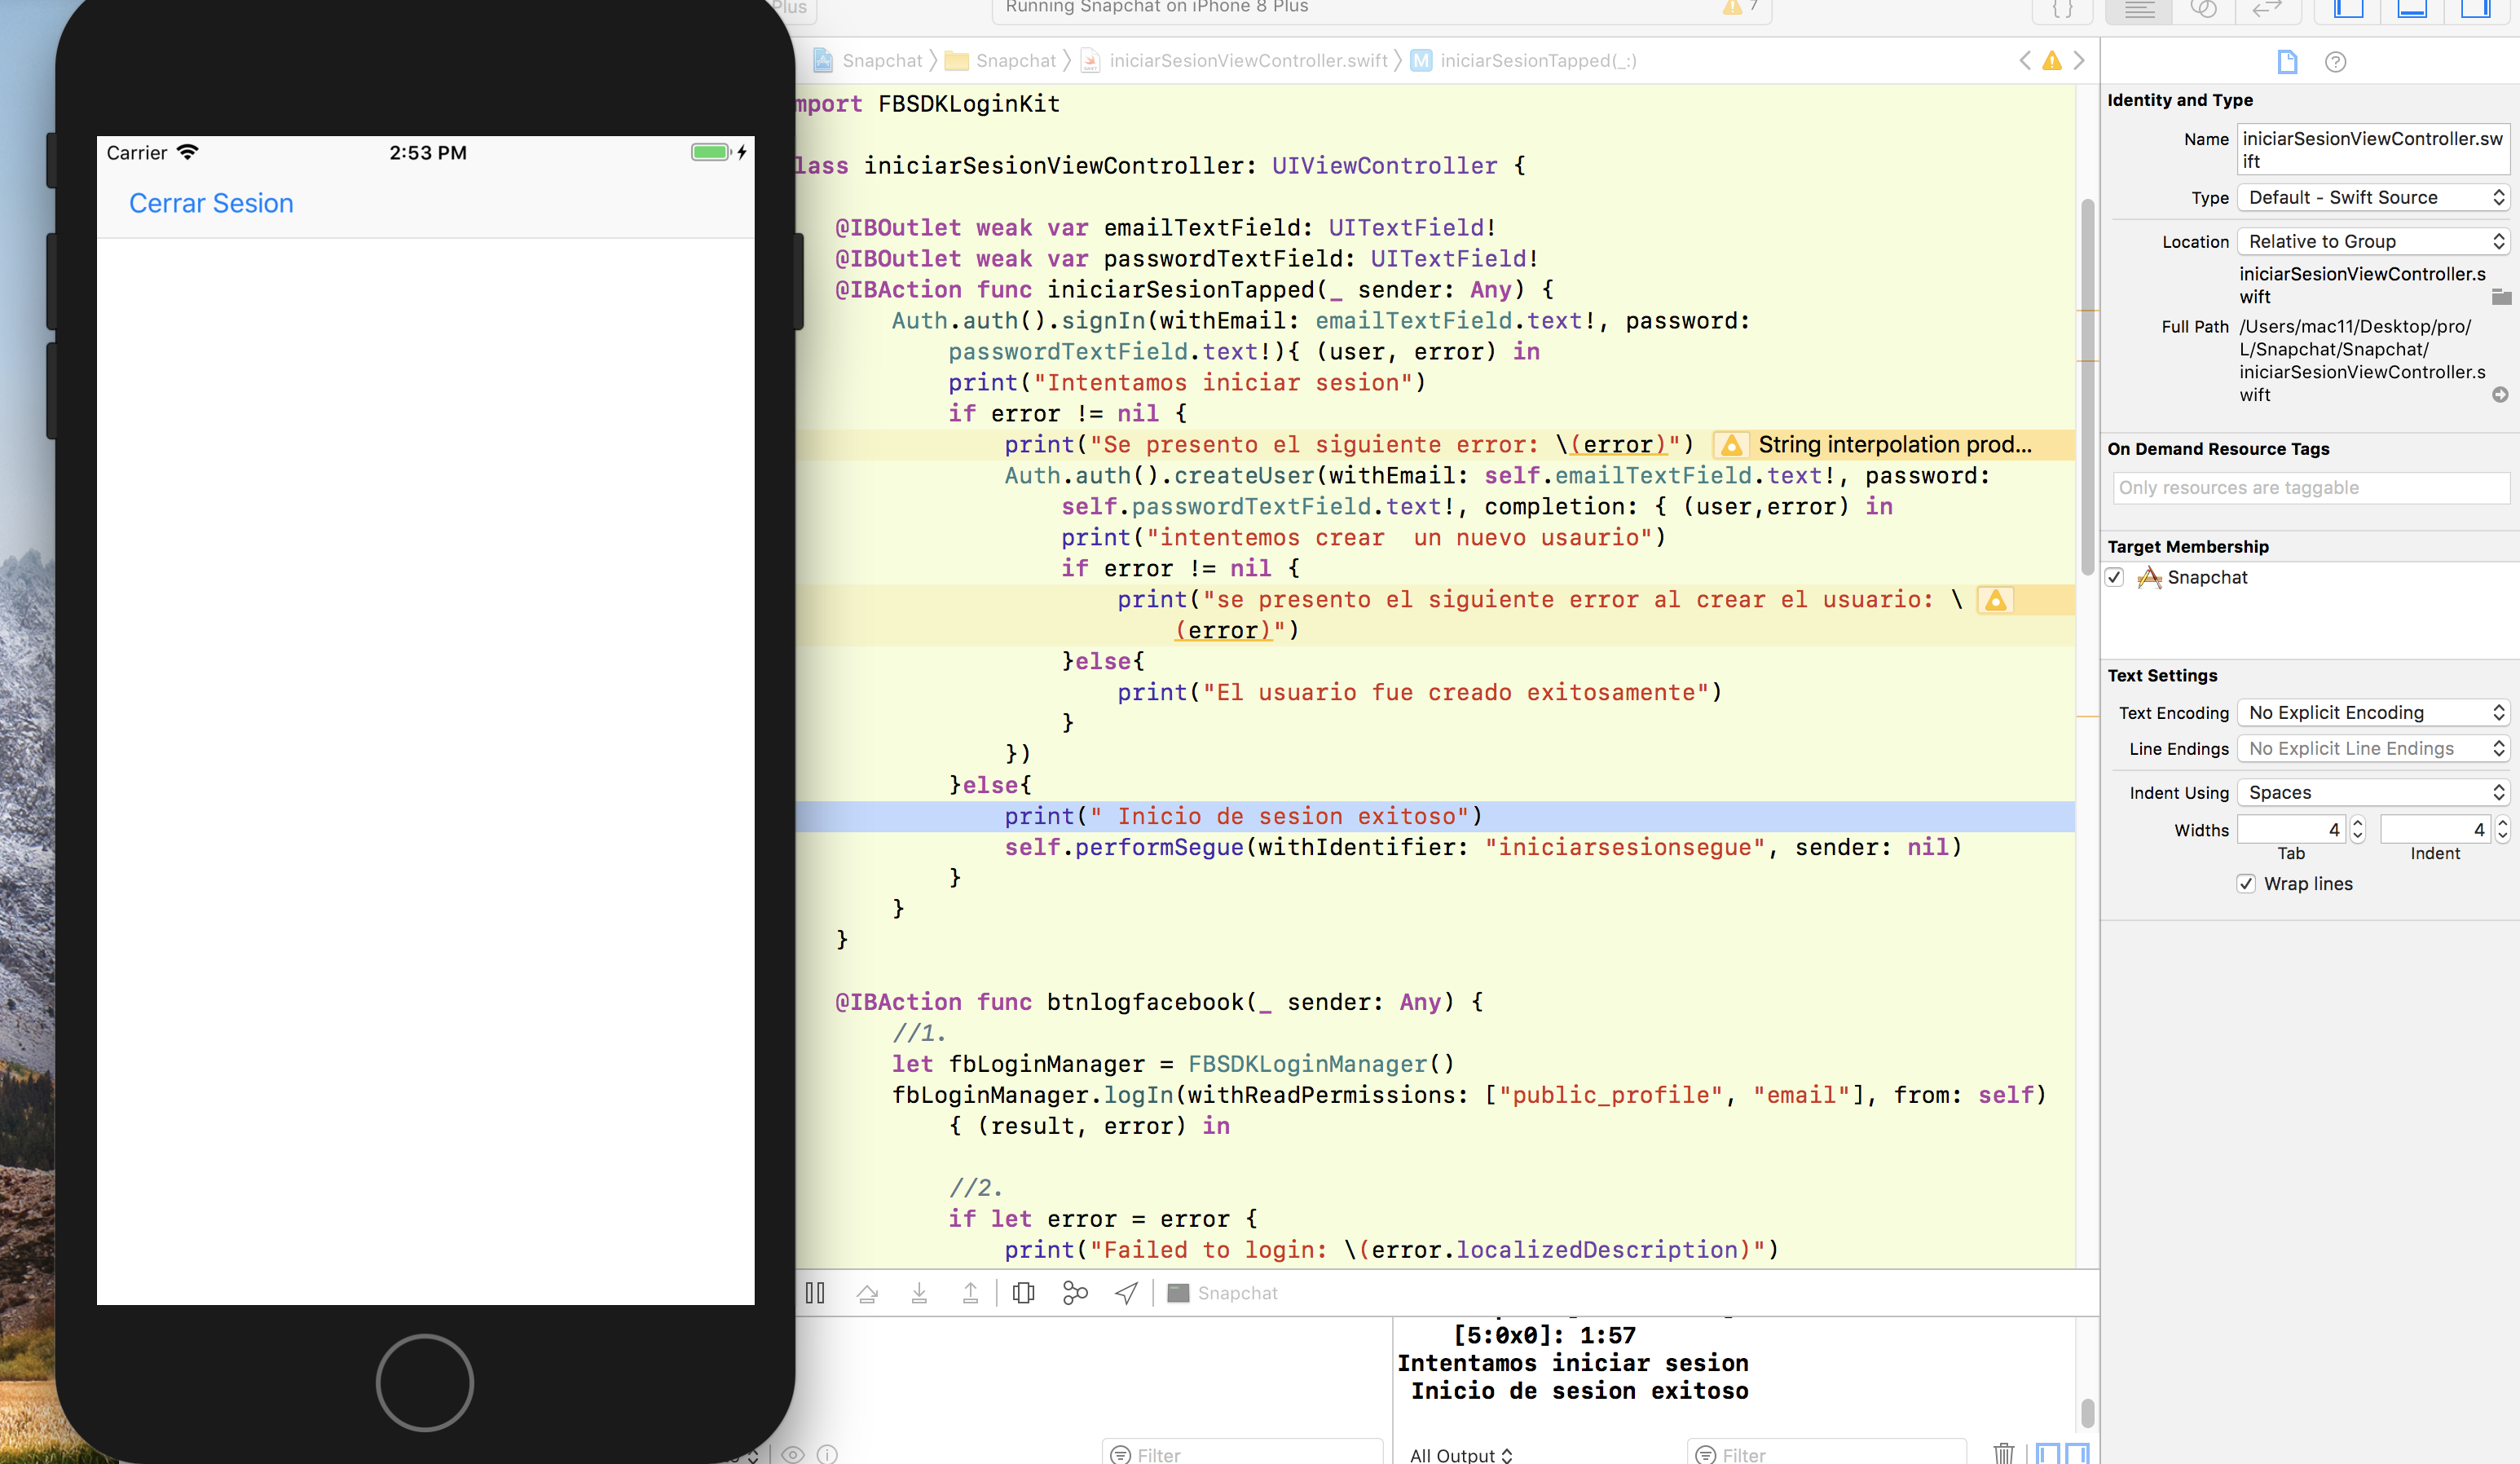 Plus
Running Snapchat on iPhone 8 Plus
7
{ }
Carrier
2:53 PM
Cerrar Sesion
Snapchat
Snapchat
iniciarSesionViewController.swift
M
iniciarSesionTapped(_:)
mport FBSDKLoginKit
lass iniciarSesionViewController: UIViewController {
@IBOutlet weak var emailTextField: UITextField!
@IBOutlet weak var passwordTextField: UITextField!
@IBAction func iniciarSesionTapped(_ sender: Any) {
Auth.auth().signIn(withEmail: emailTextField.text!, password:
passwordTextField.text!){ (user, error) in
print("Intentamos iniciar sesion")
if error != nil {
print("Se presento el siguiente error: \(error)")
String interpolation prod...
Auth.auth().createUser(withEmail: self.emailTextField.text!, password:
self.passwordTextField.text!, completion: { (user,error) in
print("intentemos crear  un nuevo usaurio")
if error != nil {
print("se presento el siguiente error al crear el usuario: \
(error)")
}else{
print("El usuario fue creado exitosamente")
}
})
}else{
print(" Inicio de sesion exitoso")
self.performSegue(withIdentifier: "iniciarsesionsegue", sender: nil)
}
}
}
@IBAction func btnlogfacebook(_ sender: Any) {
//1.
let fbLoginManager = FBSDKLoginManager()
fbLoginManager.logIn(withReadPermissions: ["public_profile", "email"], from: self)
{ (result, error) in
//2.
if let error = error {
print("Failed to login: \(error.localizedDescription)")
Snapchat
[5:0x0]: 1:57
Intentamos iniciar sesion
Inicio de sesion exitoso
Filter
All Output
Filter
Identity and Type
Name
iniciarSesionViewController.sw
ift
Type
Default - Swift Source
Location
Relative to Group
iniciarSesionViewController.s
wift
Full Path
/Users/mac11/Desktop/pro/
L/Snapchat/Snapchat/
iniciarSesionViewController.s
wift
On Demand Resource Tags
Only resources are taggable
Target Membership
Snapchat
Text Settings
Text Encoding
No Explicit Encoding
Line Endings
No Explicit Line Endings
Indent Using
Spaces
Widths
4
4
Tab
Indent
Wrap lines